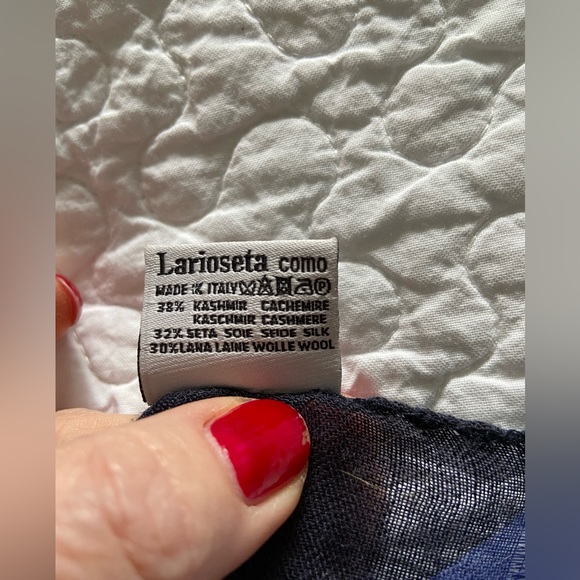 Larioseta como
MADE IN ITALY
38% KASHMIR CACHEMIRE
KASCHMIR CASHMERE
32% SETA SOIE SEIDE SILK
30% LANA LAINE WOLLE WOOL